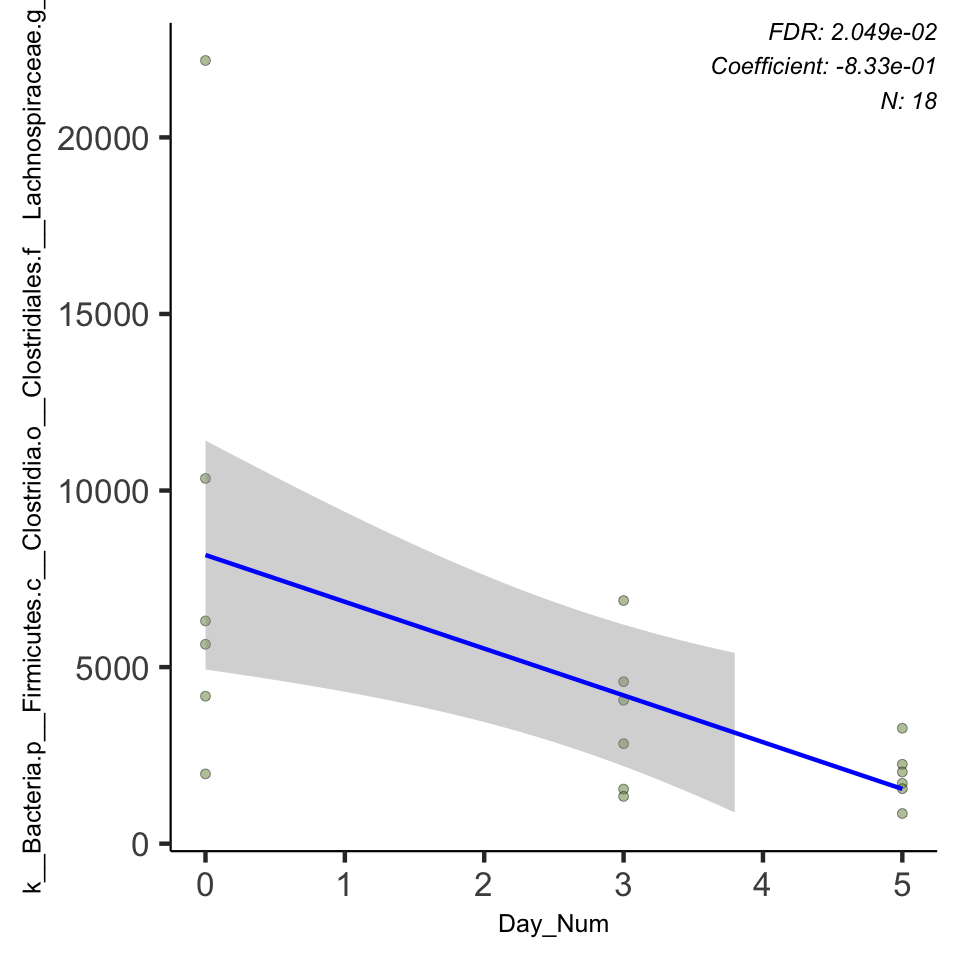 FDR: 2.049e-02
Coefficient: -8.33e-01
N: 18
k__Bacteria.p__Firmicutes.c__Clostridia.o__Clostridiales.f__Lachnospiraceae.g_
20000
15000
10000
5000
0
0 1 2 3 4 5
Day_Num